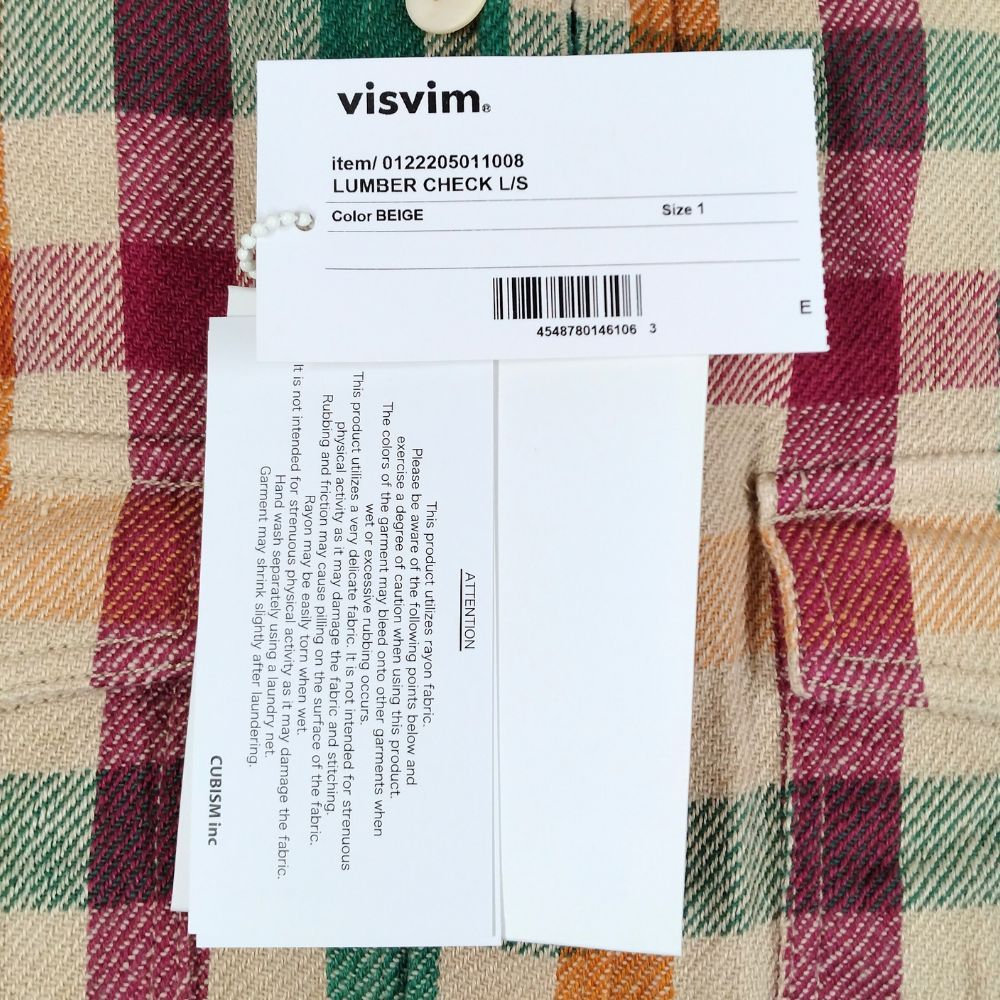 visvim®
item/ 0122205011008
LUMBER CHECK L/S
Color BEIGE Size 1
4548780146106 3
E
ATTENTION
This product utilizes rayon fabric.
Please be aware of the following points below and
exercise a degree of caution when using this product.
The colors of the garment may bleed onto other garments when
wet or excessive rubbing occurs.
This product utilizes a very delicate fabric. It is not intended for strenuous
physical activity as it may damage the fabric and stitching.
Rubbing and friction may cause pilling on the surface of the fabric.
Rayon may be easily torn when wet.
It is not intended for strenuous physical activity as it may damage the fabric.
Hand wash separately using a laundry net.
Garment may shrink slightly after laundering.
CUBISM inc